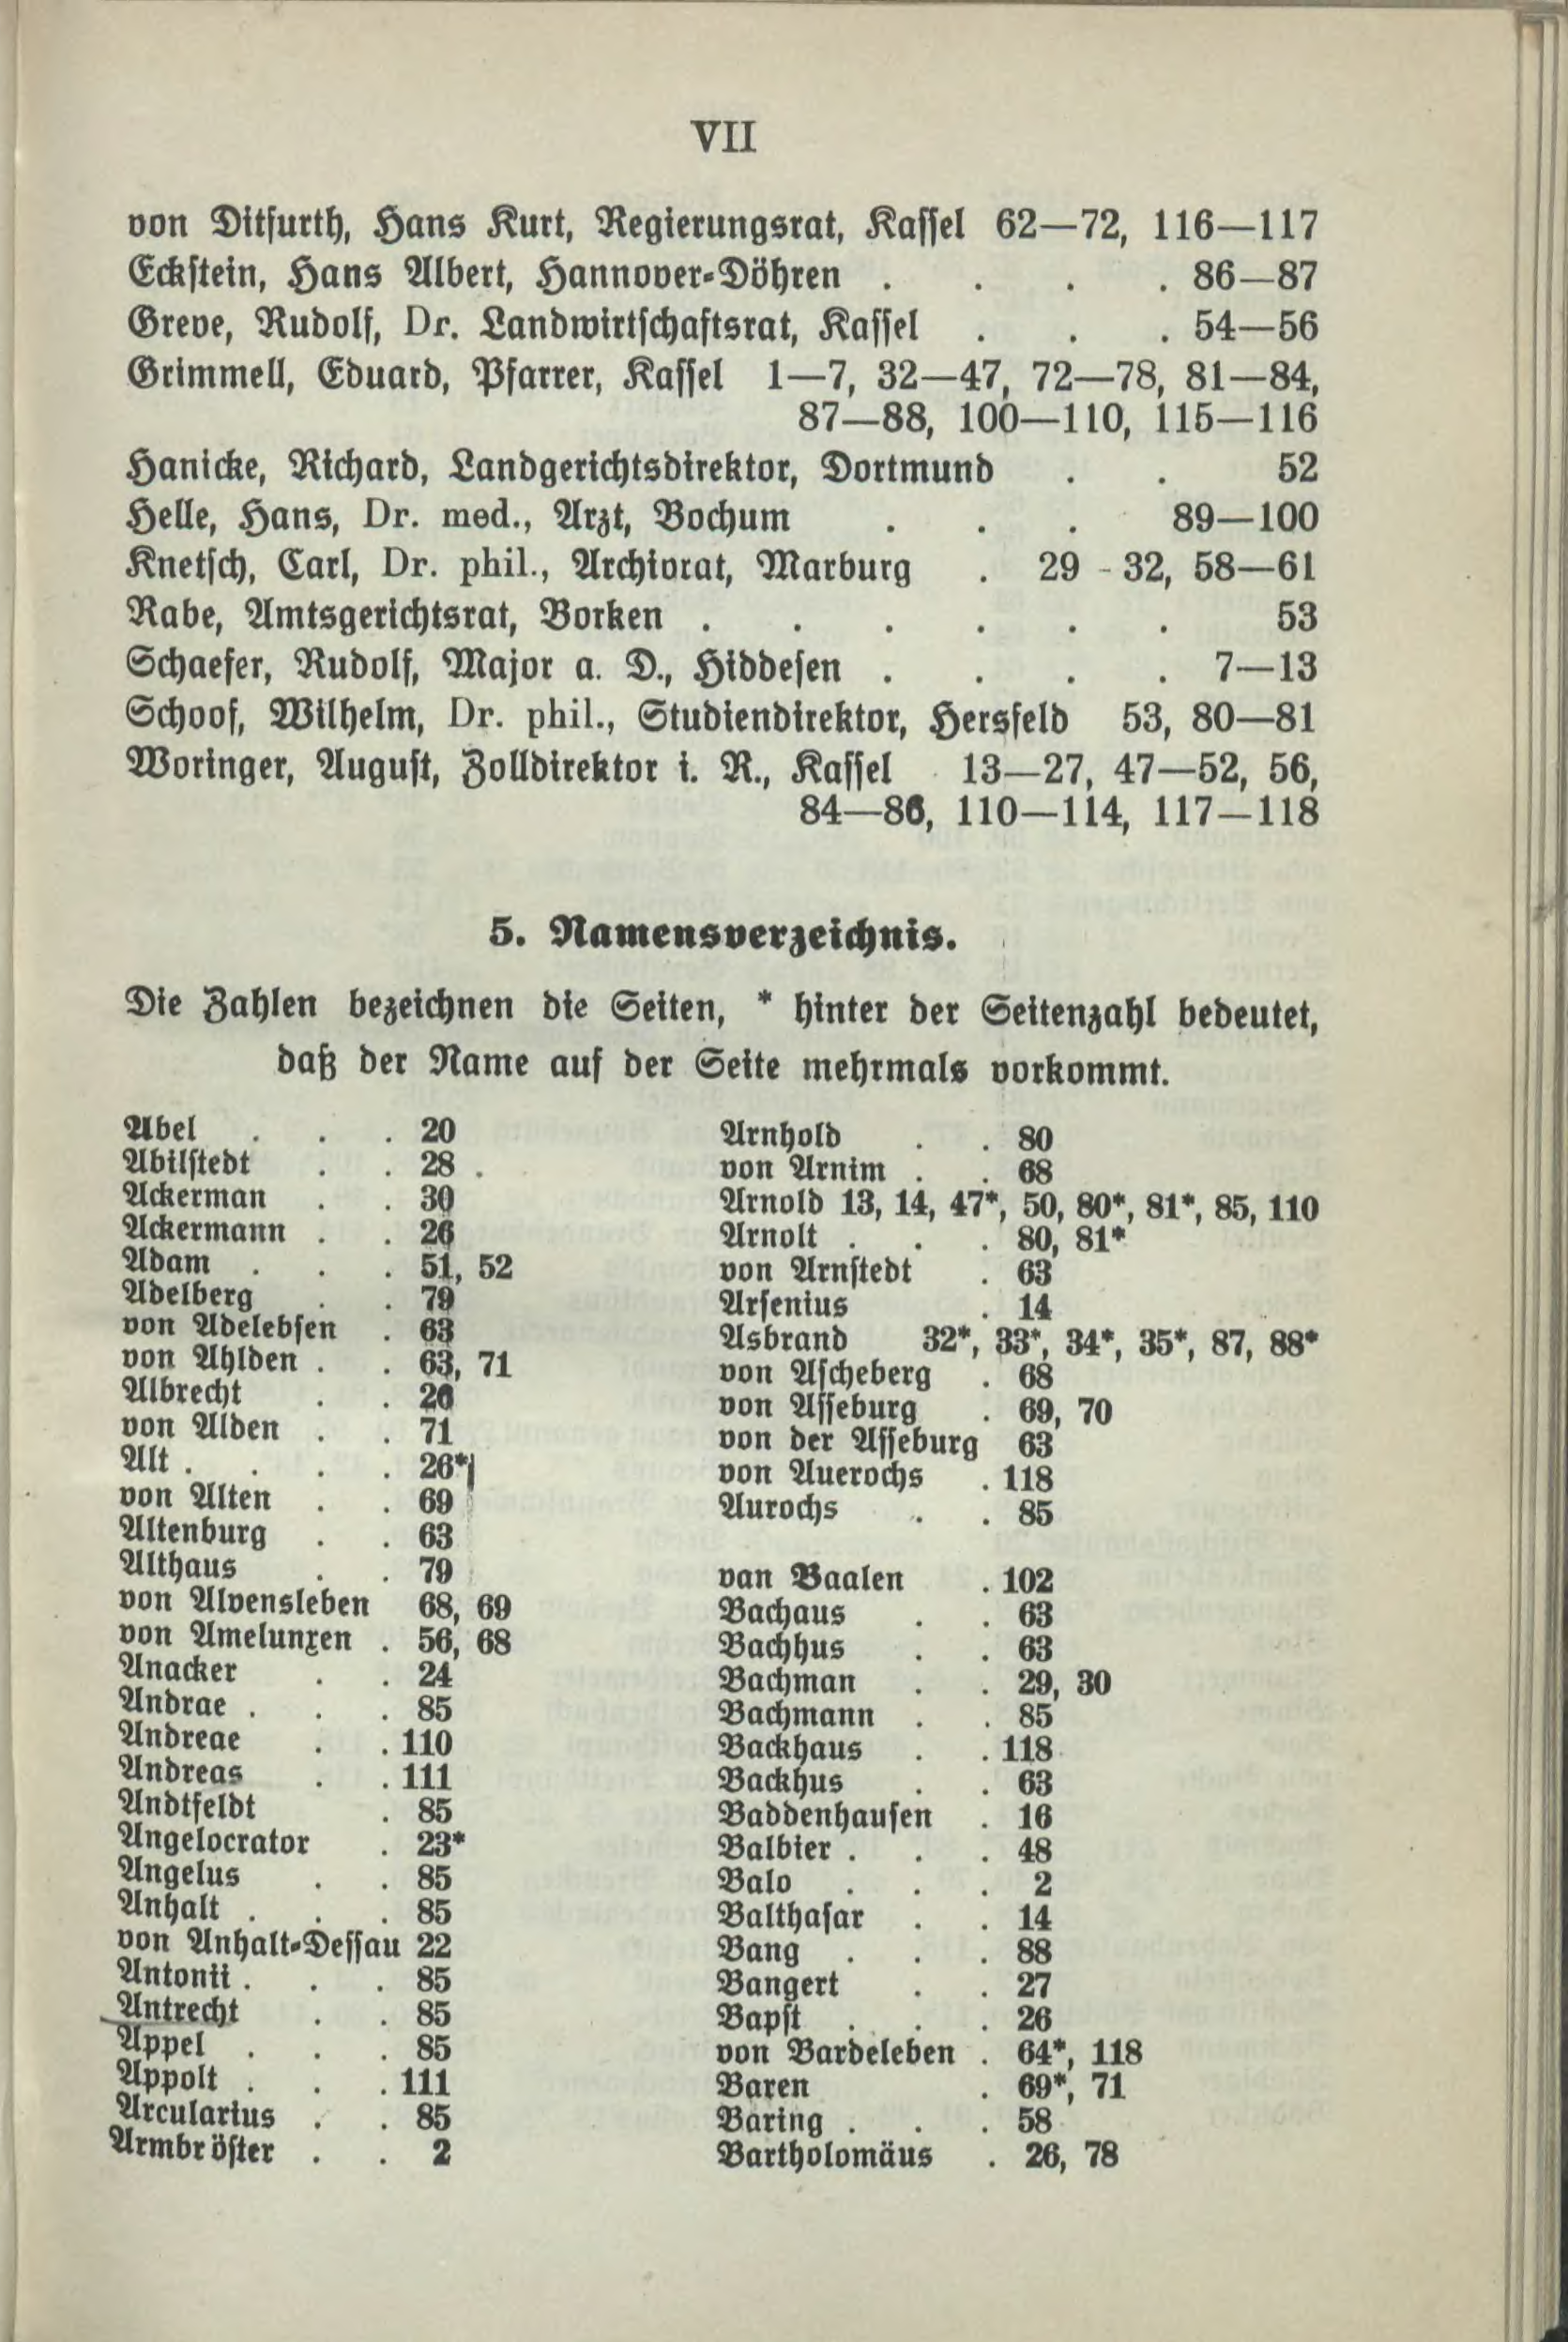 VII
von Ditfurth, Hans Kurt, Regierungsrat, Kassel 62—72, 116—117
Eckstein, Hans Albert, Hannover-Döhren . . . . 86—87
Greve, Rudolf, Dr. Landwirtschaftsrat, Kassel . . . 54—56
Grimmell, Eduard, Pfarrer, Kassel 1—7, 32—47, 72—78, 81—84,
87—88, 100—110, 115—116
Hanicke, Richard, Landgerichtsdirektor, Dortmund . . 52
Helle, Hans, Dr. med., Arzt, Bochum . . . 89—100
Knetsch, Carl, Dr. phil., Archivrat, Marburg . 29 - 32, 58—61
Rabe, Amtsgerichtsrat, Borken . . . . . . 53
Schaefer, Rudolf, Major a. D., Hiddesen . . . . 7—13
Schoof, Wilhelm, Dr. phil., Studiendirektor, Hersfeld 53, 80—81
Woringer, August, Zolldirektor i. R., Kassel 13—27, 47—52, 56,
84—86, 110—114, 117—118
5. Namensverzeichnis.
Die Zahlen bezeichnen die Seiten, * hinter der Seitenzahl bedeutet,
daß der Name auf der Seite mehrmals vorkommt.
Abel . . . 20
Abilstedt . . 28
Ackerman . . 30
Ackermann . . 26
Adam . . . 51, 52
Adelberg . . 79
von Adelebsen . 63
von Ahlden . . 63, 71
Albrecht . . 26
von Alden . . 71
Alt . . . . 26*
von Alten . . 69
Altenburg . . 63
Althaus . . 79
von Alvensleben 68, 69
von Amelunxen . 56, 68
Anacker . . 24
Andrae . . . 85
Andreae . . 110
Andreas . . 111
Andtfeldt . 85
Angelocrator . 23*
Angelus . . 85
Anhalt . . . 85
von Anhalt-Dessau 22
Antonii . . . 85
Antrecht . . 85
Appel . . . 85
Appolt . . . 111
Arcularius . . 85
Armbröster . . 2
Arnhold . . 80
von Arnim . . 68
Arnold 13, 14, 47*, 50, 80*, 81*, 85, 110
Arnolt . . . 80, 81*
von Arnstedt . 63
Arsenius . 14
Asbrand 32*, 33*, 34*, 35*, 87, 88*
von Ascheberg . 68
von Asseburg . 69, 70
von der Asseburg 63
von Auerochs . 118
Aurochs . . 85
van Baalen . 102
Bachaus . . 63
Bachhus . . 63
Bachman . . 29, 30
Bachmann . . 85
Backhaus . . 118
Backhus . . 63
Baddenhausen . 16
Balbier . . . 48
Balo . . . 2
Balthasar . . 14
Bang . . . 88
Bangert . . 27
Bapst . . . 26
von Bardeleben . 64*, 118
Baren . 69*, 71
Baring . . . 58
Bartholomäus . 26, 78